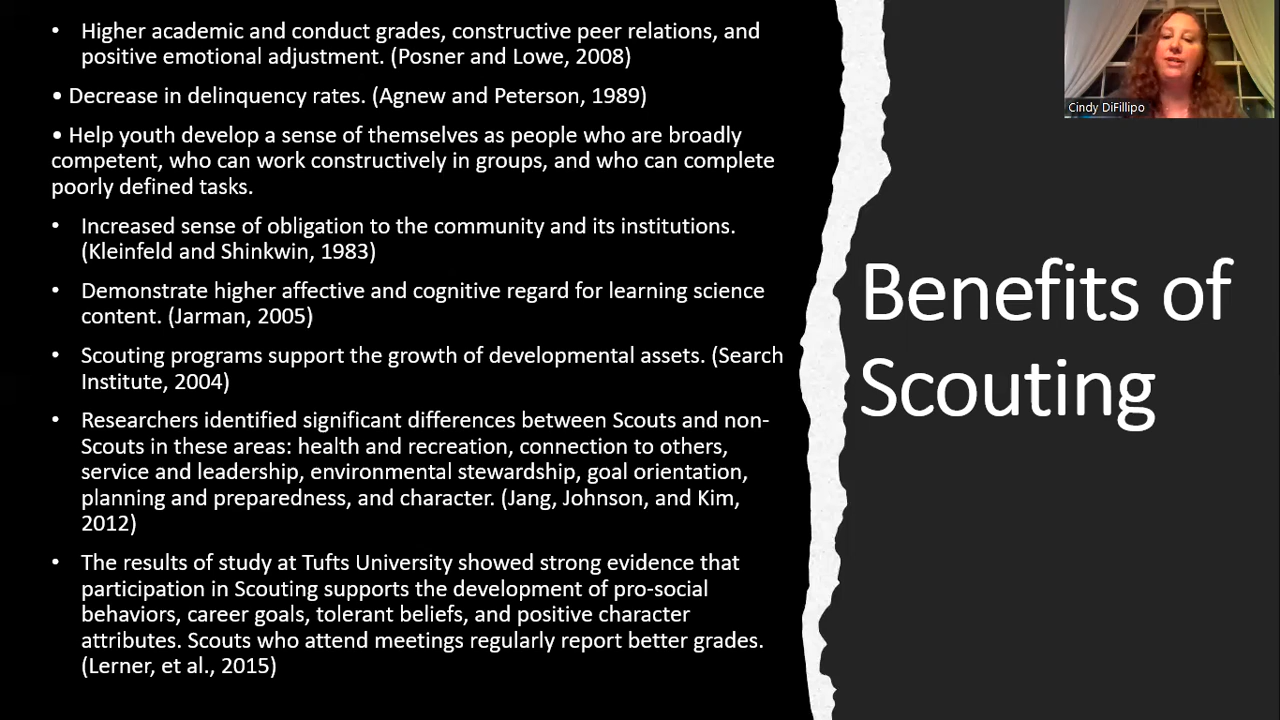 • Higher academic and conduct grades, constructive peer relations, and
positive emotional adjustment. (Posner and Lowe, 2008)
• Decrease in delinquency rates. (Agnew and Peterson, 1989)
• Help youth develop a sense of themselves as people who are broadly
competent, who can work constructively in groups, and who can complete
poorly defined tasks.
• Increased sense of obligation to the community and its institutions.
(Kleinfeld and Shinkwin, 1983)
• Demonstrate higher affective and cognitive regard for learning science
content. (Jarman, 2005)
• Scouting programs support the growth of developmental assets. (Search
Institute, 2004)
• Researchers identified significant differences between Scouts and non-
Scouts in these areas: health and recreation, connection to others,
service and leadership, environmental stewardship, goal orientation,
planning and preparedness, and character. (Jang, Johnson, and Kim,
2012)
• The results of study at Tufts University showed strong evidence that
participation in Scouting supports the development of pro-social
behaviors, career goals, tolerant beliefs, and positive character
attributes. Scouts who attend meetings regularly report better grades.
(Lerner, et al., 2015)
Benefits of
Scouting
Cindy DiFillipo